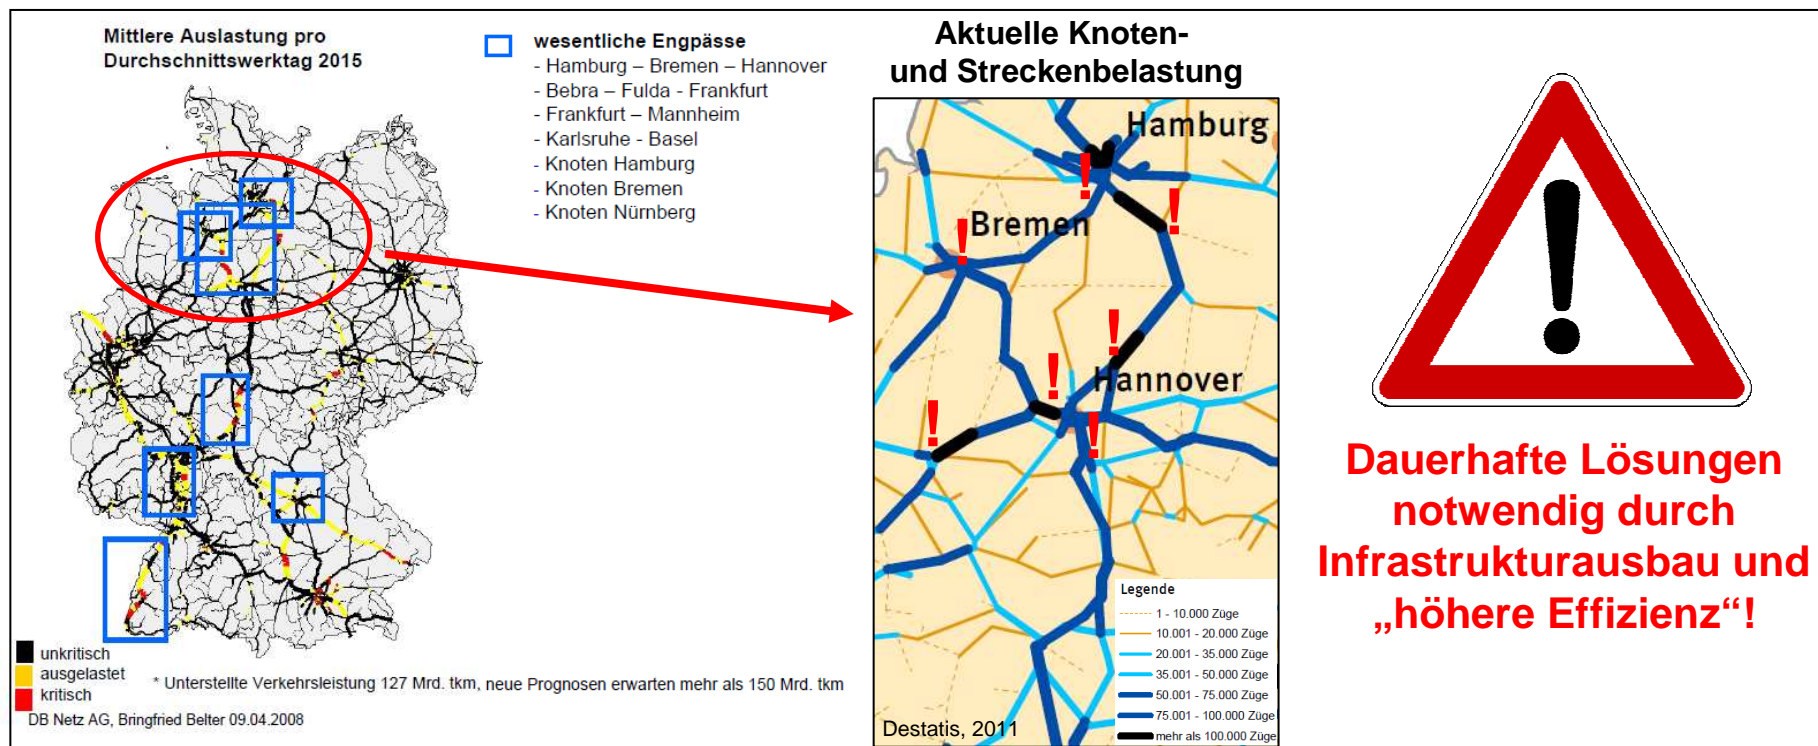 Mittlere Auslastung pro
Durchschnittswerktag 2015
wesentliche Engpässe
- Hamburg – Bremen – Hannover
- Bebra – Fulda - Frankfurt
- Frankfurt – Mannheim
- Karlsruhe - Basel
- Knoten Hamburg
- Knoten Bremen
- Knoten Nürnberg
unkritisch
ausgelastet
kritisch
* Unterstellte Verkehrsleistung 127 Mrd. tkm, neue Prognosen erwarten mehr als 150 Mrd. tkm
DB Netz AG, Bringfried Belter 09.04.2008
Aktuelle Knoten-
und Streckenbelastung
Hamburg
!
!
Bremen
!
!
!
Hannover
!
!
Legende
1 - 10.000 Züge
10.001 - 20.000 Züge
20.001 - 35.000 Züge
35.001 - 50.000 Züge
50.001 - 75.000 Züge
75.001 - 100.000 Züge
mehr als 100.000 Züge
Destatis, 2011
!
Dauerhafte Lösungen
notwendig durch
Infrastrukturausbau und
„höhere Effizienz“!